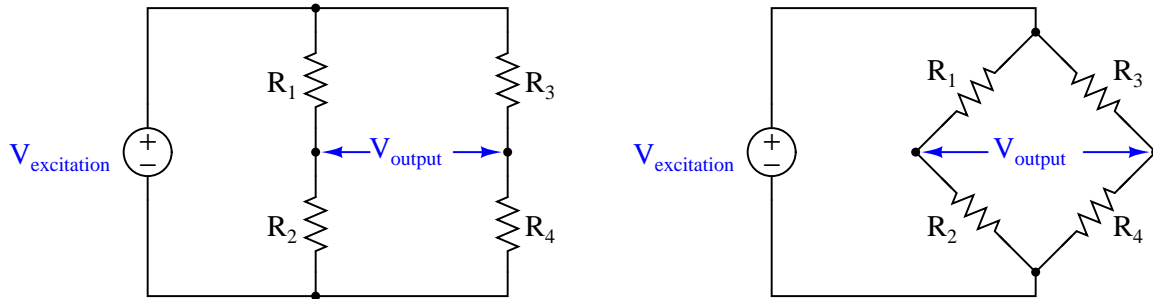 R1
R3
+
−
Vexcitation
Voutput
R2
R4
R1
R3
+
−
Vexcitation
Voutput
R2
R4